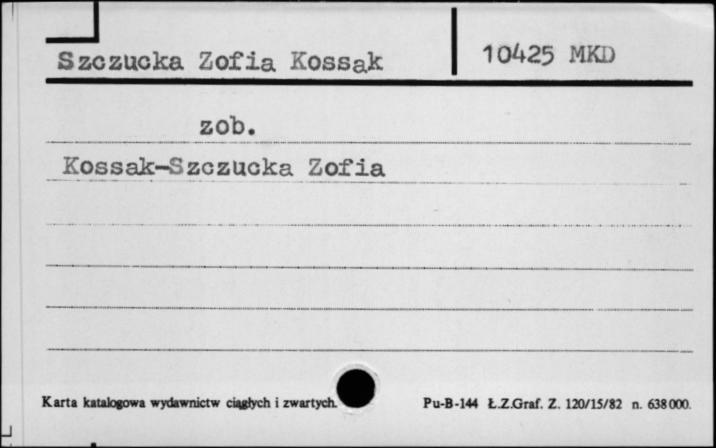 Szczucka Zofia Kossak
10425 MKD
zob.
Kossak-Szczucka Zofia
Karta katalogowa wydawnictw ciągłych i zwartych.
Pu-B-144 Ł.Z.Graf. Z. 120/15/82 n. 638000.